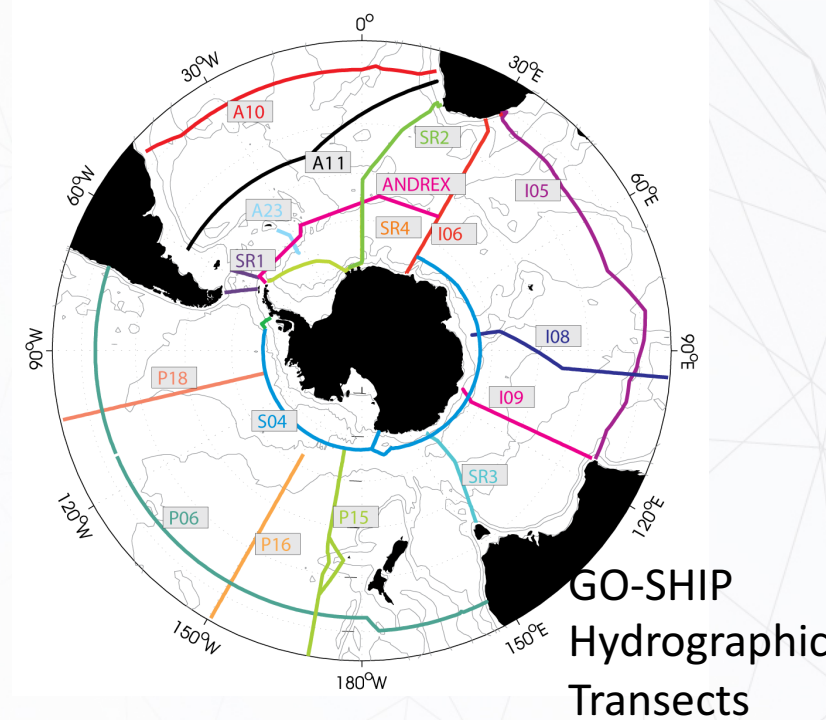 0°
30°W
30°E
A10
SR2
A11
ANDREX
60°W
I05
60°E
A23
SR4
I06
SR1
I08
90°W
90°E
P18
I09
S04
SR3
120°W
P06
P15
120°E
P16
150°W
150°E
180°W
GO-SHIP
Hydrographic
Transects